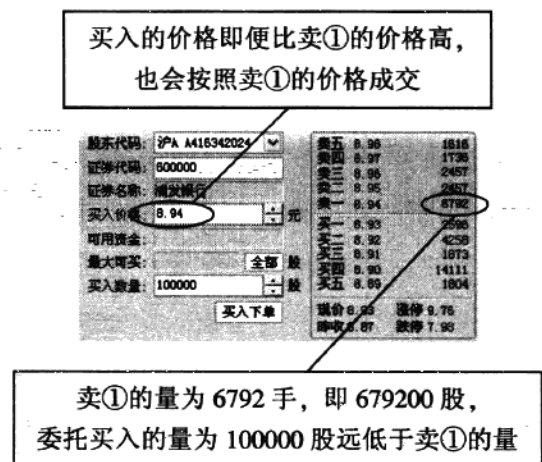 买入的价格即便比卖①的价格高，
也会按照卖①的价格成交
股东代码: 沪A A416342024
证券代码: 600000
证券名称: 浦发银行
买入价格: 8.94 元
可用资金:
最大可买: 全部 股
买入数量: 100000 股
买入下单
卖五 8.98 1616
卖四 8.97 1736
卖三 8.96 2457
卖二 8.95 2457
卖一 8.94 6792
买一 8.93
买二 8.92 4258
买三 8.91 1673
买四 8.90 14111
买五 8.89 1804
现价 8.93 涨停 9.76
昨收 8.87 跌停 7.98
卖①的量为 6792 手，即 679200 股，
委托买入的量为 100000 股远低于卖①的量